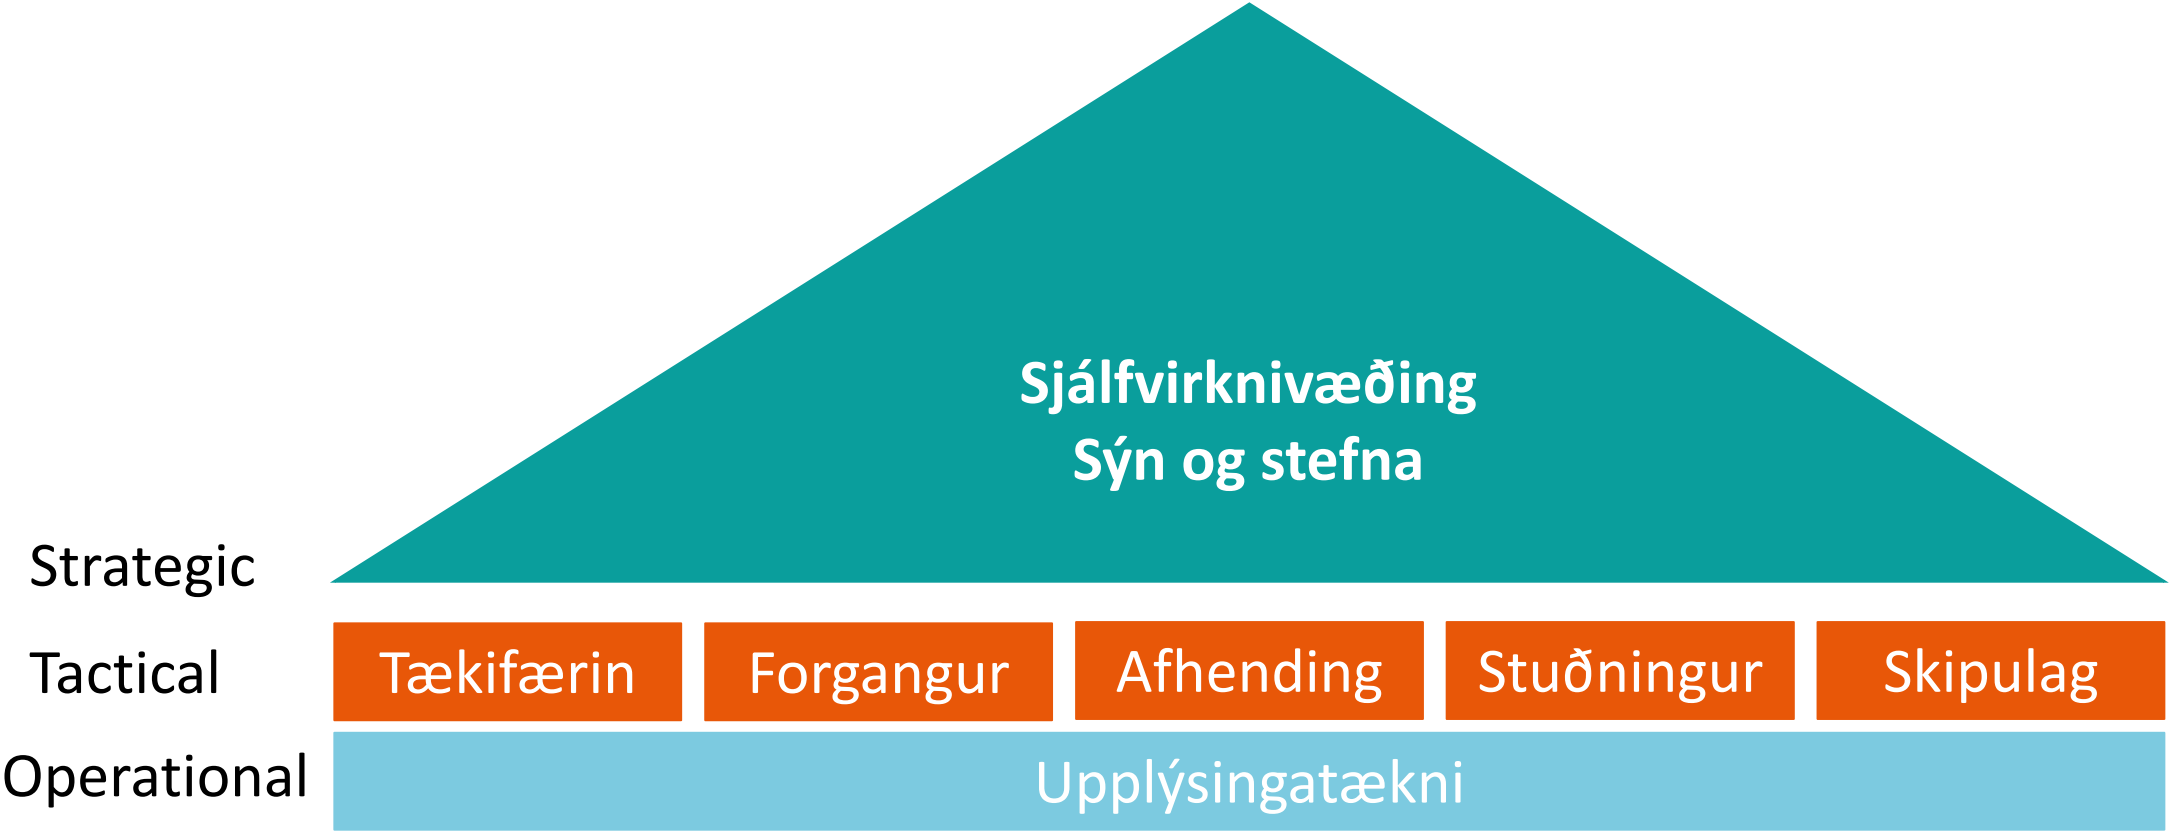 Sjálfvirknivæðing
Sýn og stefna
Strategic
Tactical
Tækifærin
Forgangur
Afhending
Stuðningur
Skipulag
Operational
Upplýsingatækni